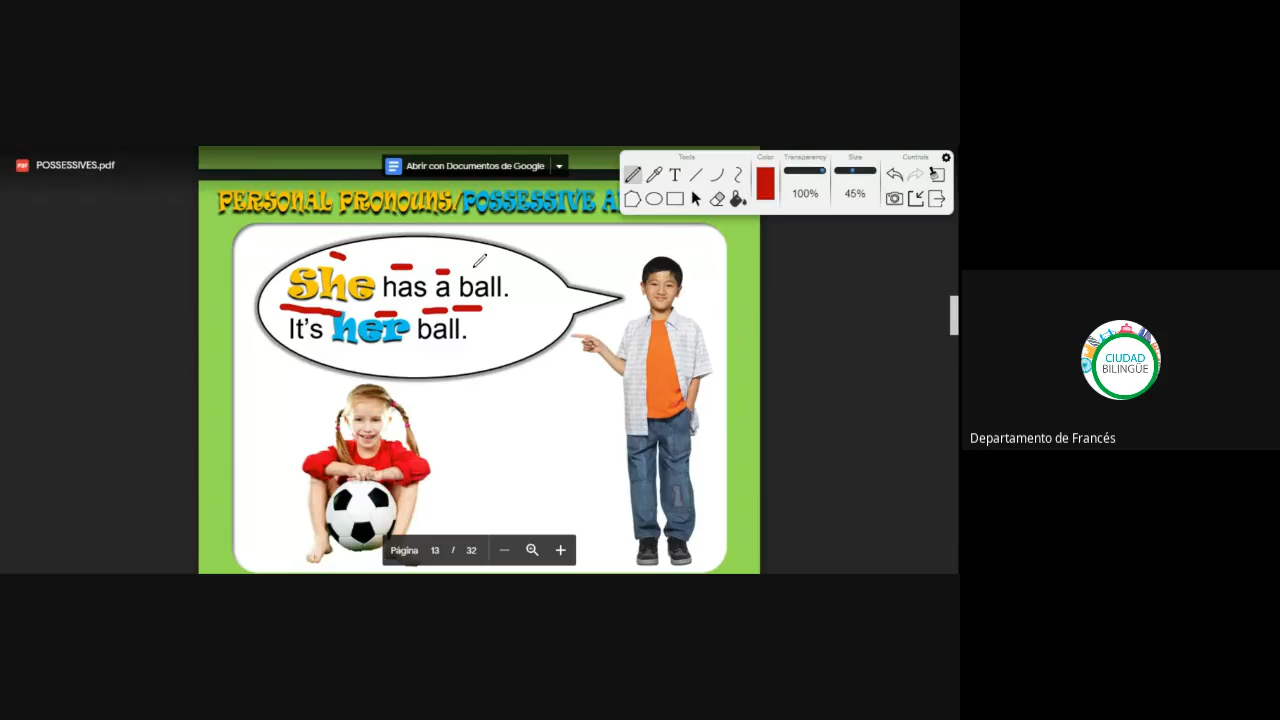 POSSESSIVES.pdf
Abrir con Documentos de Google
Tools
Color
Transparency
Size
Controls
100%
45%
PERSONAL PRONOUNS/POSSESSIVE
She has a ball.
It's her ball.
Página 13 / 32
CIUDAD
BILINGÜE
Departamento de Francés